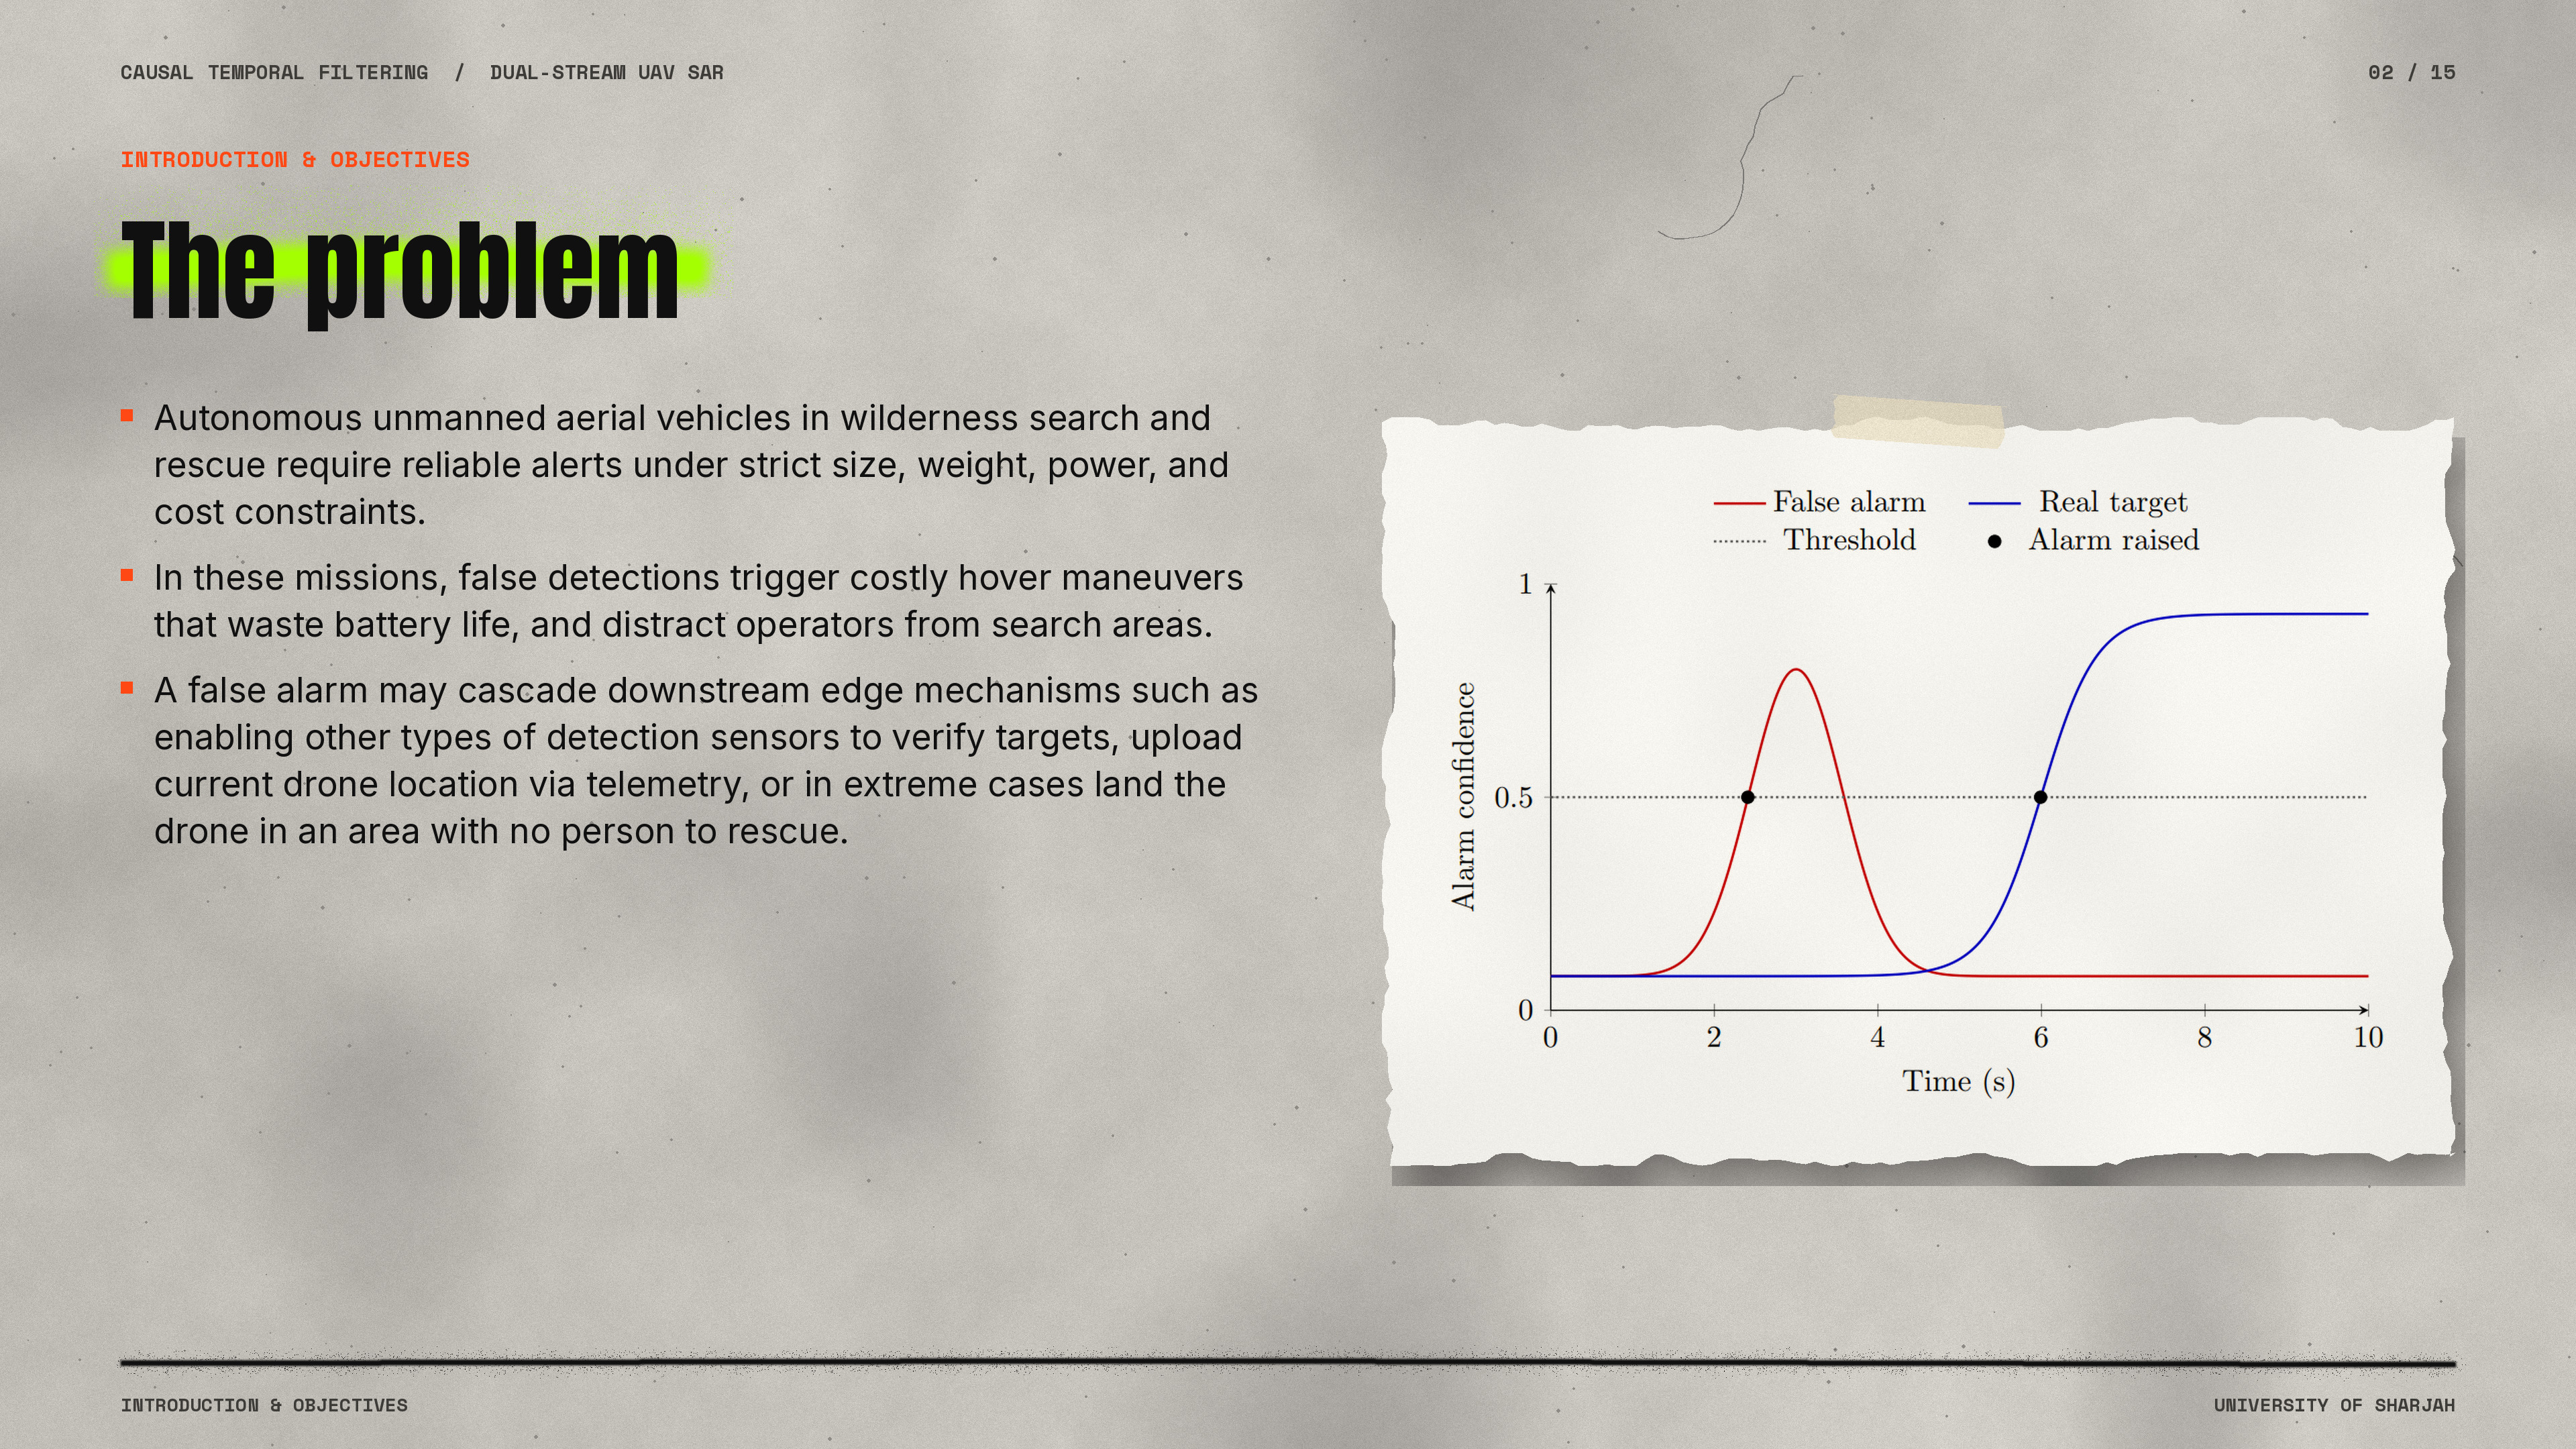 CAUSAL TEMPORAL FILTERING / DUAL-STREAM UAV SAR
02 / 15
INTRODUCTION & OBJECTIVES
The problem
Autonomous unmanned aerial vehicles in wilderness search and
rescue require reliable alerts under strict size, weight, power, and
cost constraints.
In these missions, false detections trigger costly hover maneuvers
that waste battery life, and distract operators from search areas.
A false alarm may cascade downstream edge mechanisms such as
enabling other types of detection sensors to verify targets, upload
current drone location via telemetry, or in extreme cases land the
drone in an area with no person to rescue.
False alarm Real target
Threshold Alarm raised
1
0.5
0
Alarm confidence
0 2 4 6 8 10
Time (s)
INTRODUCTION & OBJECTIVES
UNIVERSITY OF SHARJAH